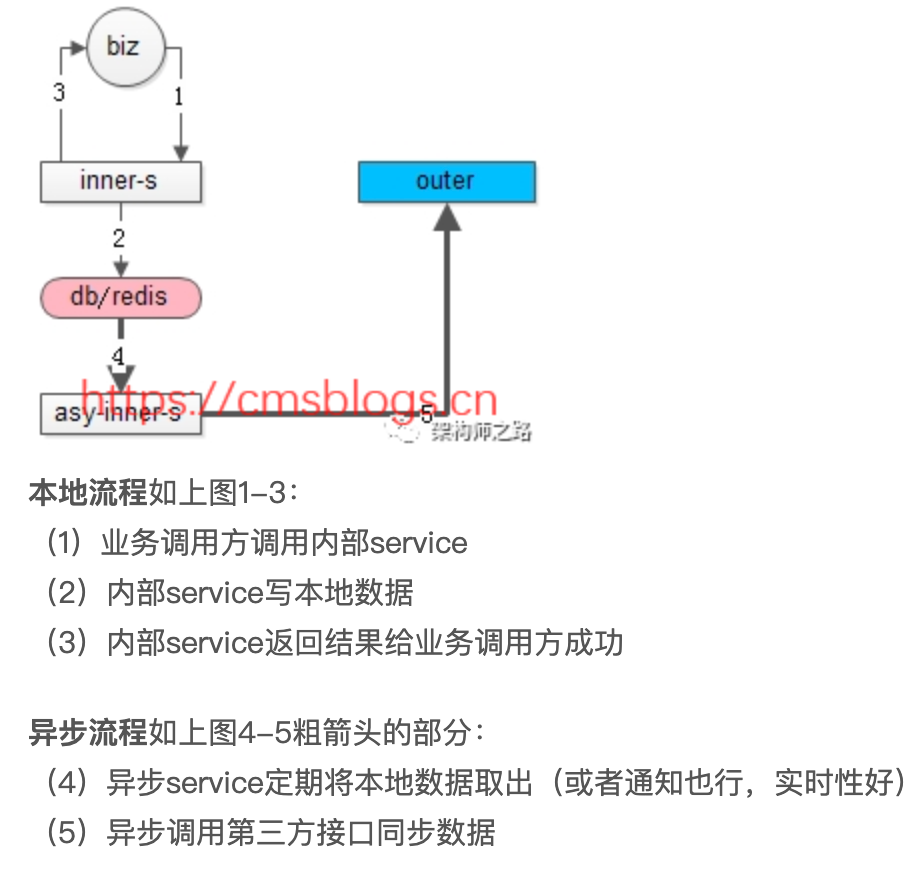 biz
3
1
inner-s
outer
2
db/redis
4
https://cmsblogs.cn
asy-inner-s
5
架构师之路
本地流程如上图1-3：
（1）业务调用方调用内部service
（2）内部service写本地数据
（3）内部service返回结果给业务调用方成功
异步流程如上图4-5粗箭头的部分：
（4）异步service定期将本地数据取出（或者通知也行，实时性好）
（5）异步调用第三方接口同步数据